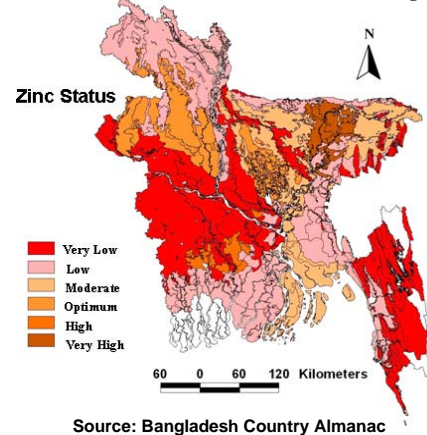 N
Zinc Status
Very Low
Low
Moderate
Optimum
High
Very High
60 0 60 120 Kilometers
Source: Bangladesh Country Almanac